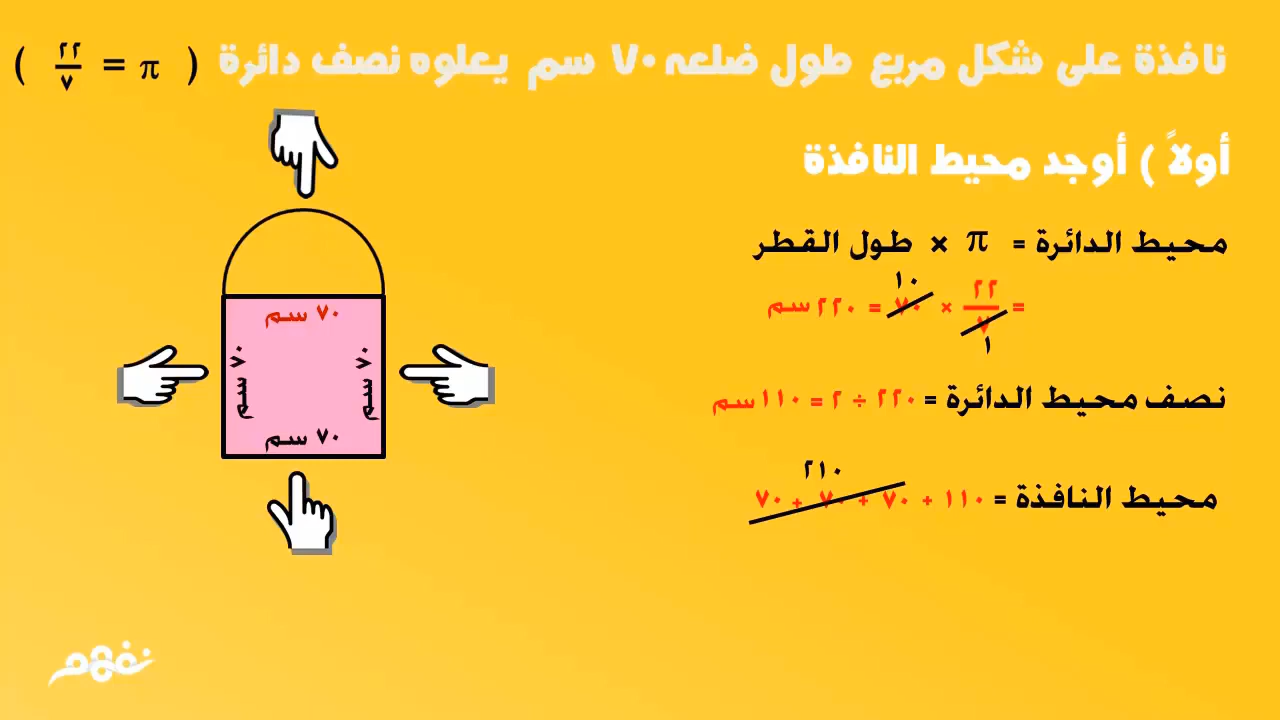 نافذة على شكل مربع طول ضلعه ٧٠ سم يعلوه نصف دائرة ( π = ٢٢/٧ )
أولاً ) أوجد محيط النافذة
محيط الدائرة = π × طول القطر
١٠
= ٢٢/٧ × ٧٠ = ٢٢٠ سم
١
نصف محيط الدائرة = ٢٢٠ ÷ ٢ = ١١٠ سم
٢١٠
محيط النافذة = ١١٠ + ٧٠ + ٧٠ + ٧٠
٧٠ سم
٧٠ سم
٧٠ سم
٧٠ سم
نفهم